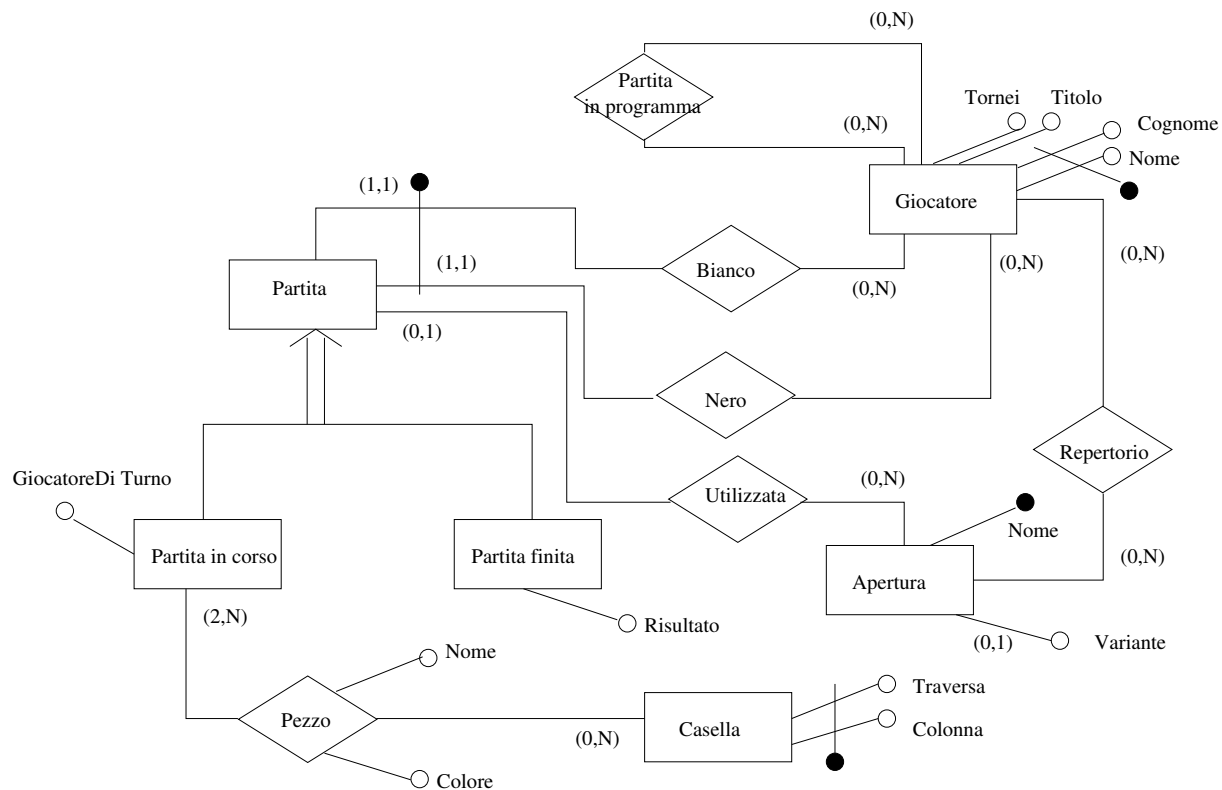 (0,N)
Partita
in programma
Tornei
Titolo
Cognome
(0,N)
Nome
(1,1)
Giocatore
(0,N)
(0,N)
(1,1)
Bianco
(0,N)
Partita
(0,1)
Nero
Repertorio
GiocatoreDi Turno
(0,N)
Utilizzata
Nome
Partita in corso
Partita finita
(0,N)
Apertura
(2,N)
Risultato
(0,1)
Variante
Nome
Traversa
Pezzo
Casella
Colonna
(0,N)
Colore